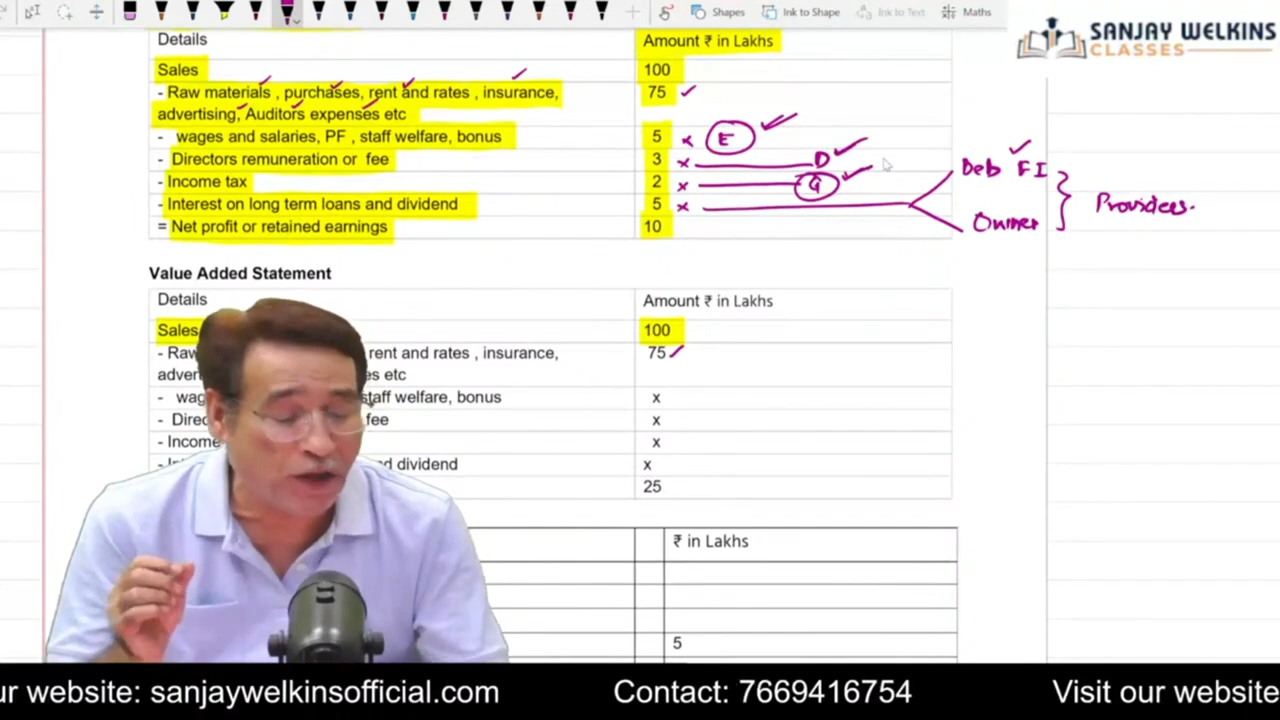 Shapes Ink to Shape Ink to Text Maths
SANJAY WELKINS
CLASSES
Details Amount ₹ in Lakhs
Sales 100
- Raw materials , purchases, rent and rates , insurance, 75
advertising, Auditors expenses etc
- wages and salaries, PF , staff welfare, bonus 5 x E
- Directors remuneration or fee 3 x D
- Income tax 2 x G
- Interest on long term loans and dividend 5 x
= Net profit or retained earnings 10
Deb FI
Owner
Providers.
Value Added Statement
Details Amount ₹ in Lakhs
Sales 100
- Raw rent and rates , insurance, 75
etc
staff welfare, bonus x
fee x
- Income x
dividend x
25
₹ in Lakhs
5
ur website: sanjaywelkinsofficial.com Contact: 7669416754 Visit our website